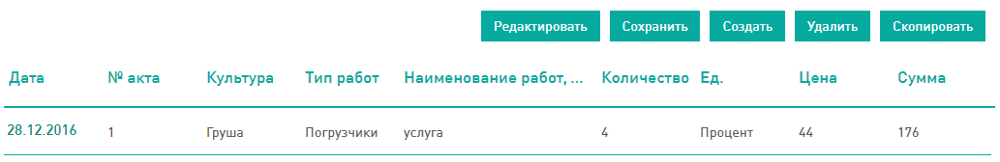 Редактировать Сохранить Создать Удалить Скопировать
Дата № акта Культура Тип работ Наименование работ, ... Количество Ед. Цена Сумма
28.12.2016 1 Груша Погрузчики услуга 4 Процент 44 176